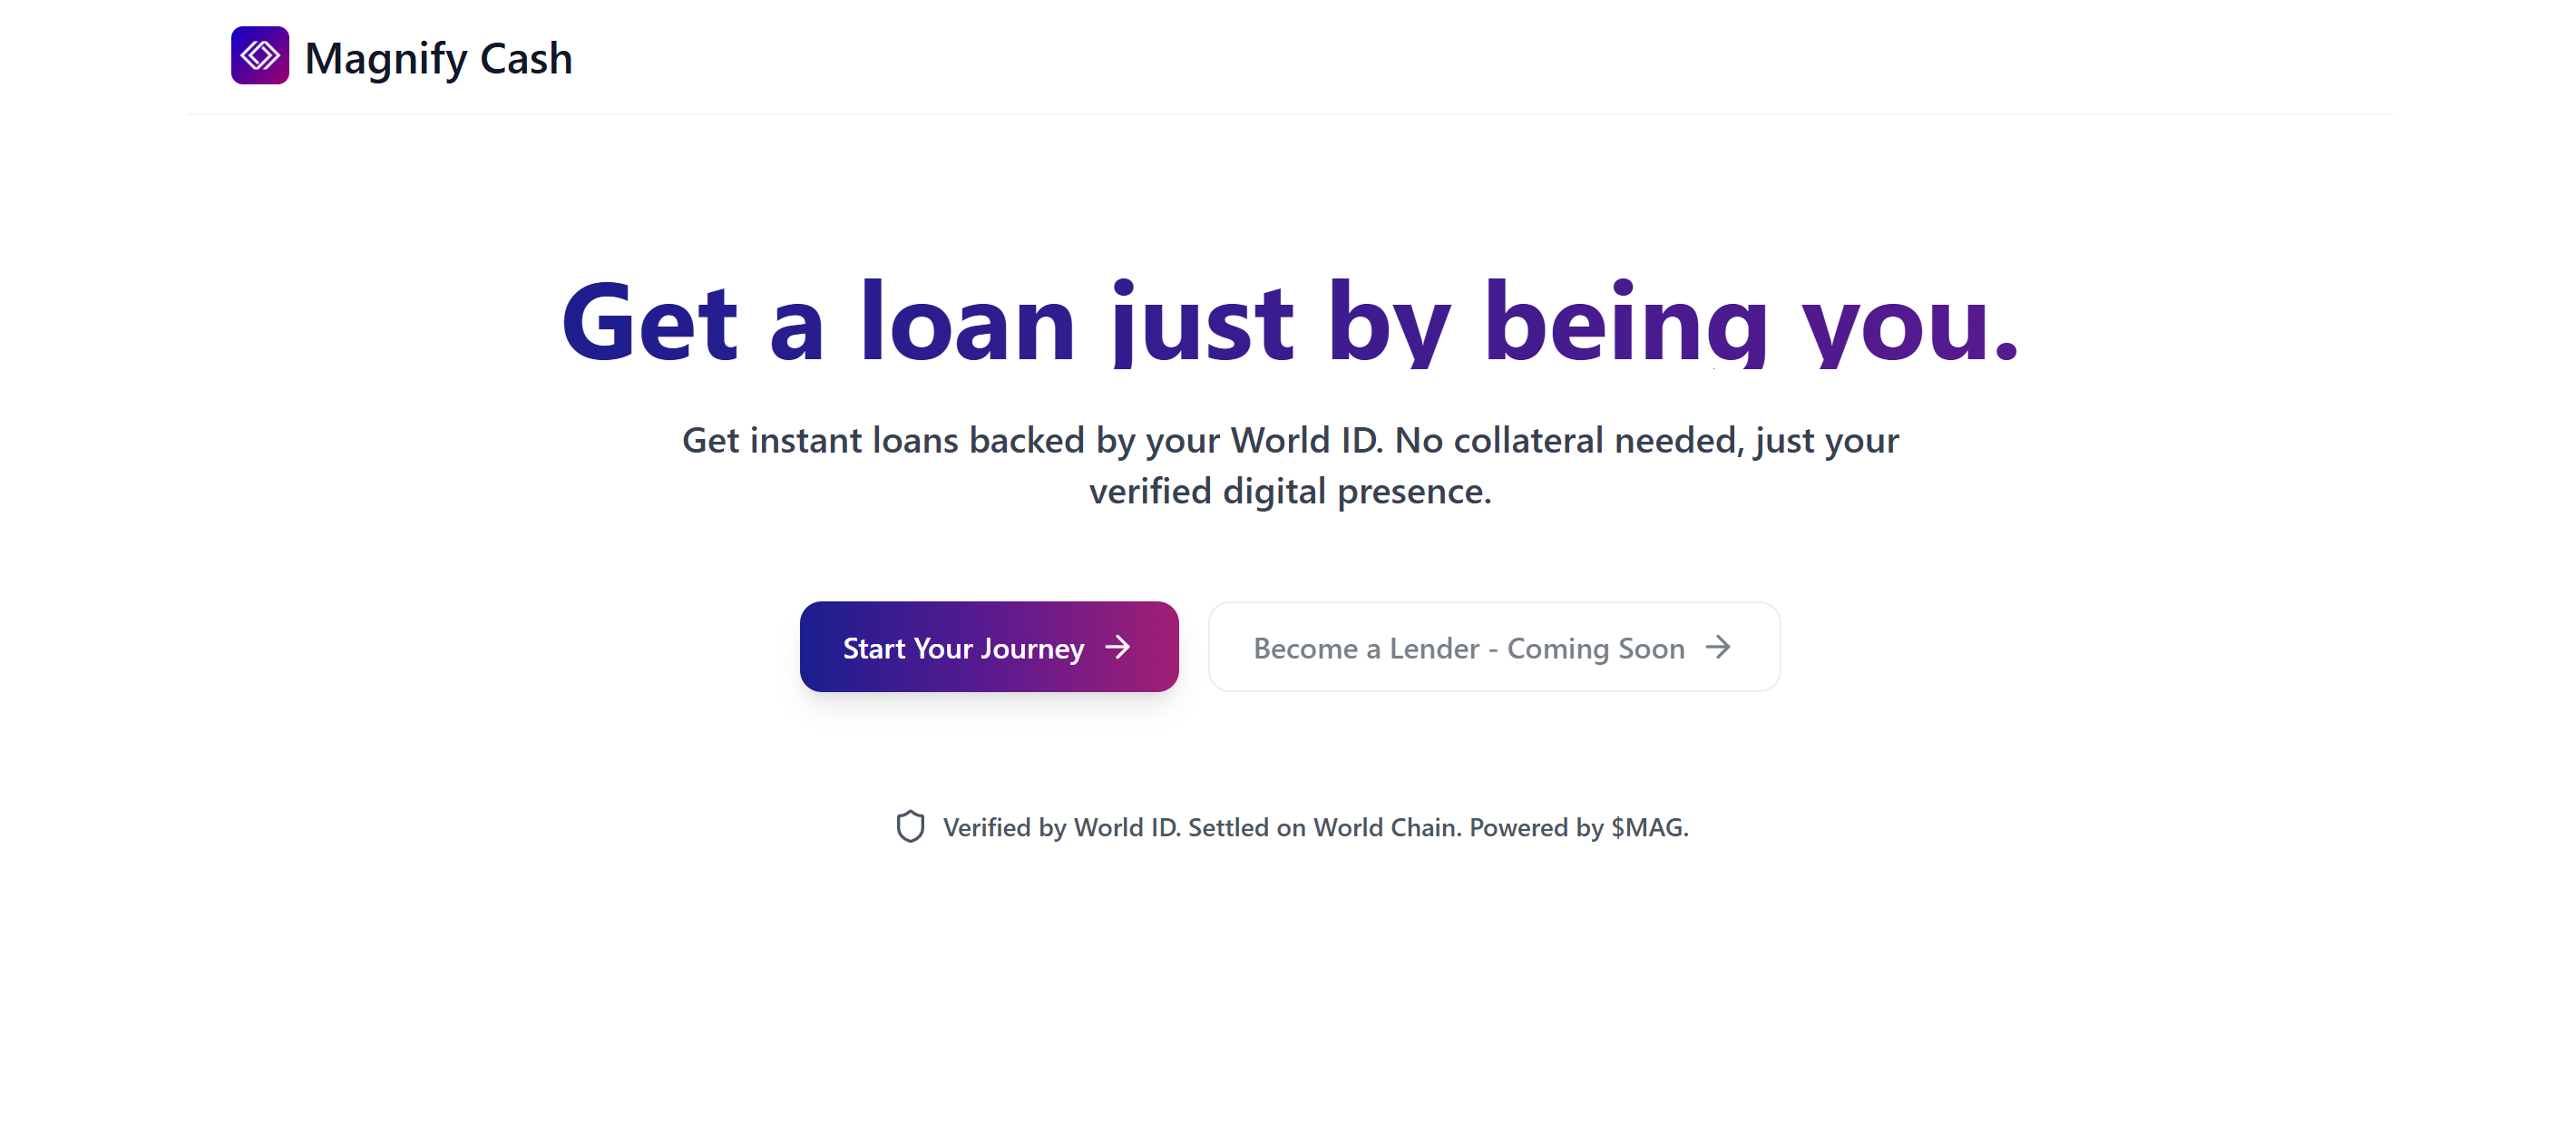 Magnify Cash
Get a loan just by being you.
Get instant loans backed by your World ID. No collateral needed, just your
verified digital presence.
Start Your Journey
Become a Lender - Coming Soon
Verified by World ID. Settled on World Chain. Powered by $MAG.